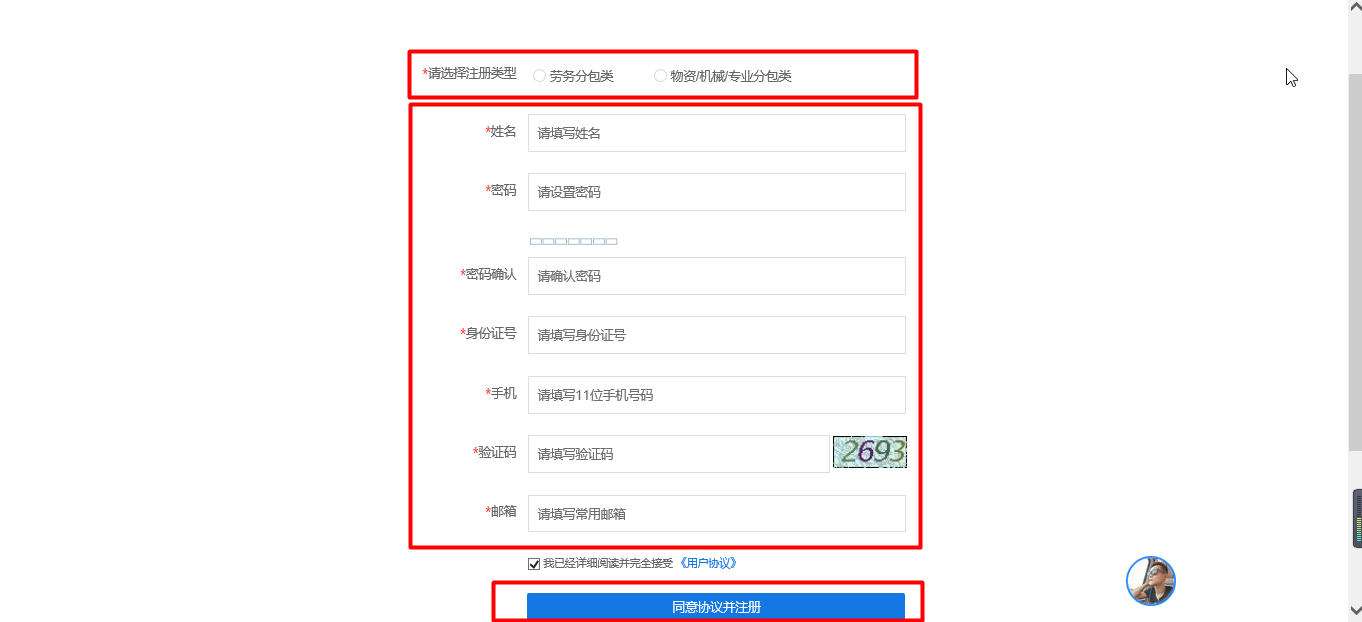 *请选择注册类型 劳务分包类 物资/机械/专业分包类
*姓名 请填写姓名
*密码 请设置密码
*密码确认 请确认密码
*身份证号 请填写身份证号
*手机 请填写11位手机号码
*验证码 请填写验证码 2693
*邮箱 请填写常用邮箱
我已经详细阅读并完全接受《用户协议》
同意协议并注册